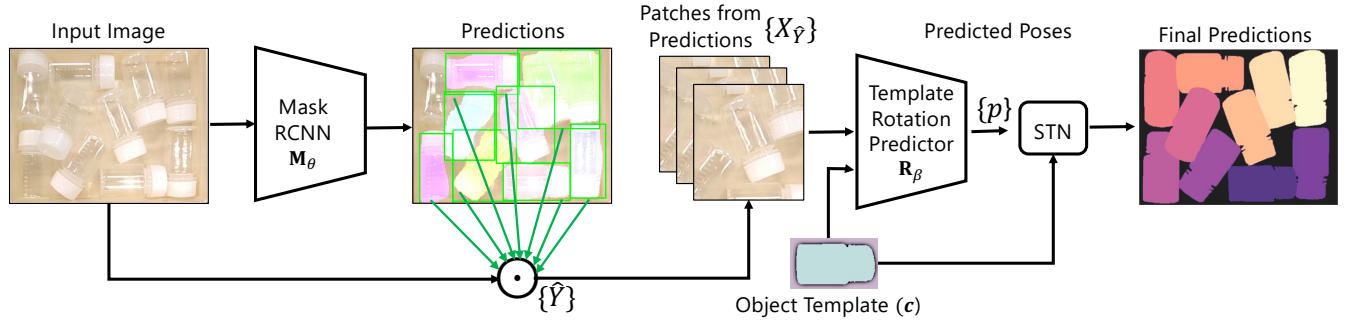 Input Image
Mask
RCNN
𝐌_θ
Predictions
{Ŷ}
Patches from
Predictions
{X_Ŷ}
Template
Rotation
Predictor
𝐑_β
Object Template (𝒄)
Predicted Poses
{p}
STN
Final Predictions